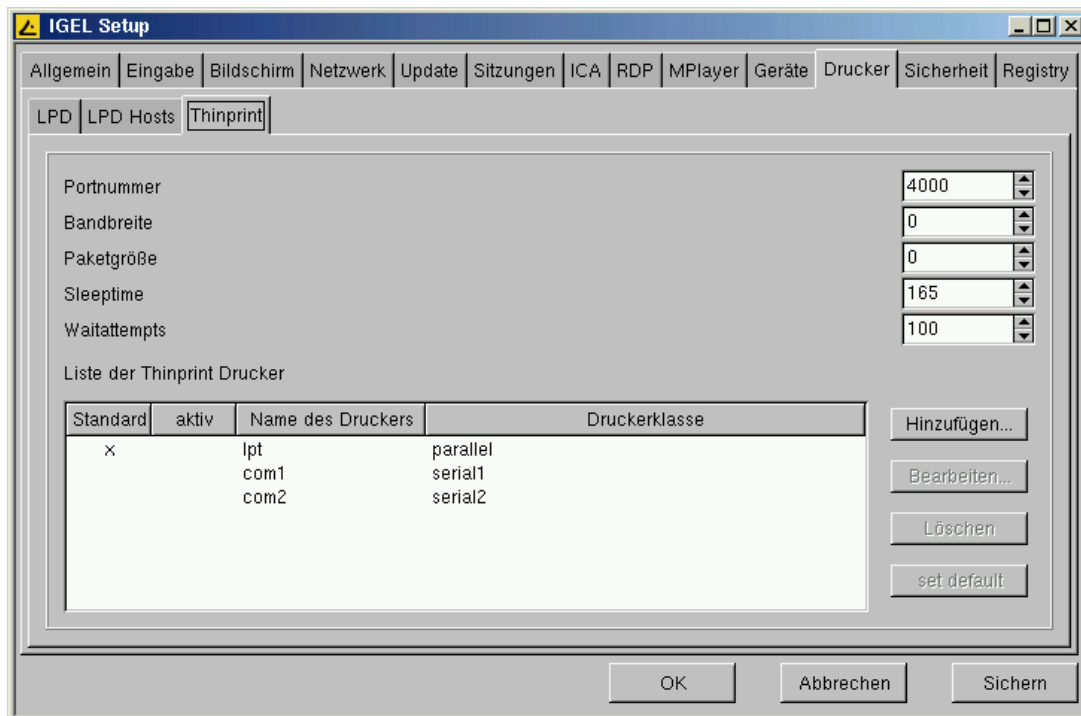 IGEL Setup
Allgemein Eingabe Bildschirm Netzwerk Update Sitzungen ICA RDP MPlayer Geräte Drucker Sicherheit Registry
LPD LPD Hosts Thinprint
Portnummer 4000
Bandbreite 0
Paketgröße 0
Sleeptime 165
Waitattempts 100
Liste der Thinprint Drucker
Standard aktiv Name des Druckers Druckerklasse
x lpt parallel
com1 serial1
com2 serial2
Hinzufügen...
Bearbeiten...
Löschen
set default
OK Abbrechen Sichern